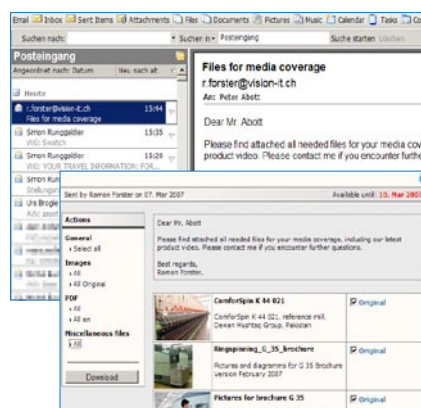 Email Inbox Sent Items Attachments Files Documents Pictures Music Calendar Tasks
Suchen nach: Suchen in Posteingang Suche starten Löschen
Posteingang
Angeordnet nach: Datum Neu nach alt
Heute
r.forster@vision-it.ch 15:44
Files for media coverage
Simon Runggaldier 15:35
WG: Swatch
Simon Runggaldier 15:28
WG: YOUR TRAVEL INFORMATION: FOR...
Simon Run
Stellungn
Urs Brogle
AW: asset
Files for media coverage
r.forster@vision-it.ch
An: Peter Abott
Dear Mr. Abott
Please find attached all needed files for your media cov
product video. Please contact me if you encounter furthe
Sent by Ramon Forster on 07. Mar 2007 Available until: 10. Mar 2007
Actions
General
Select all
Images
All
All Original
PDF
All
All en
Miscellaneous files
All
Download
Dear Mr. Abott
Please find attached all needed files for your media coverage, including our latest
product video. Please contact me if you encounter further questions.
Best regards,
Ramon Forster.
ComforSpin K 44 021 Original
ComforSpin K 44 021, reference mill,
Dewan Mushtaq Group, Pakistan
Ringspinning_G_35_brochure Original
Pictures and diagramms for G 35 Brochure
Version February 2007
Pictures for brochure G 35 Original